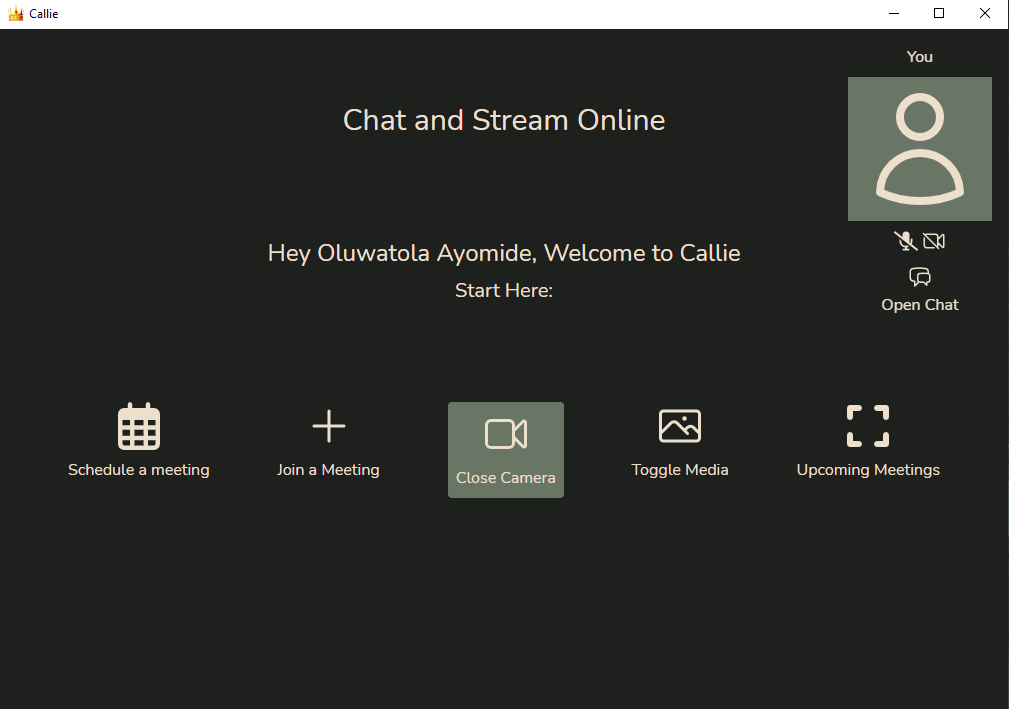 Callie
You
Chat and Stream Online
Hey Oluwatola Ayomide, Welcome to Callie
Start Here:
Open Chat
Schedule a meeting
Join a Meeting
Close Camera
Toggle Media
Upcoming Meetings